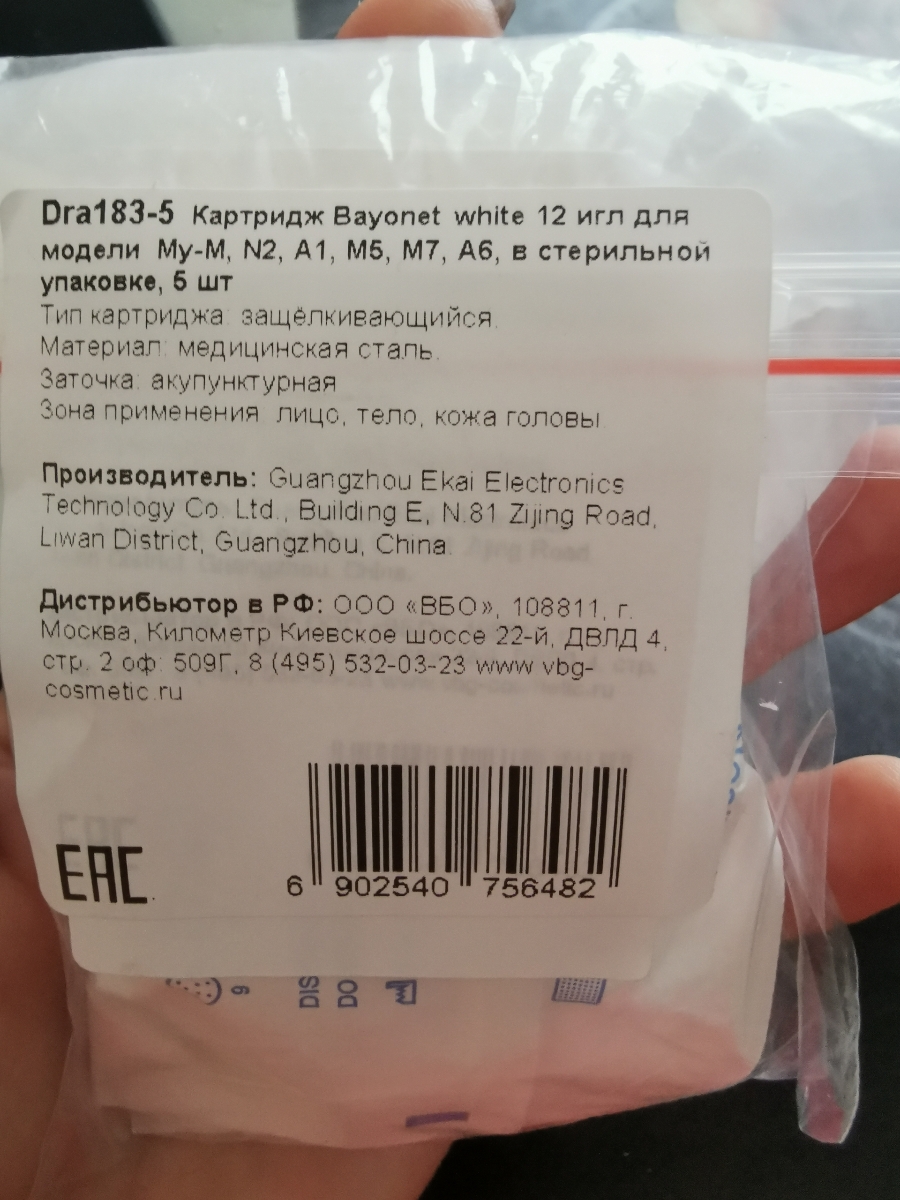 Dra183-5 Картридж Bayonet white 12 игл для
модели My-M, N2, A1, M5, M7, A6, в стерильной
упаковке, 5 шт
Тип картриджа: защёлкивающийся.
Материал: медицинская сталь.
Заточка: акупунктурная
Зона применения лицо, тело, кожа головы
Производитель: Guangzhou Ekai Electronics
Technology Co. Ltd., Building E, N.81 Zijing Road,
Liwan District, Guangzhou, China.
Дистрибьютор в РФ: ООО «ВБО», 108811, г.
Москва, Километр Киевское шоссе 22-й, ДВЛД 4,
стр. 2 оф: 509Г, 8 (495) 532-03-23 www vbg-
cosmetic.ru
EAC
6 902540 756482
9
DIS
DO